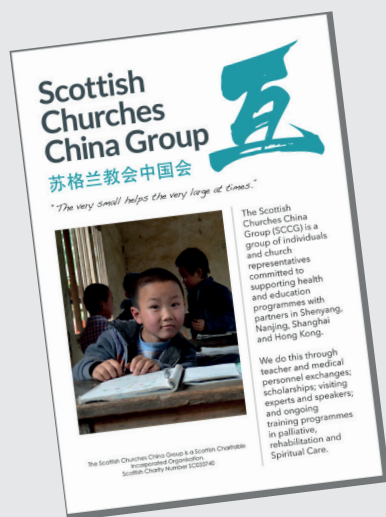 Scottish
Churches
China Group
互
苏格兰教会中国会
"The very small helps the very large at times."
The Scottish
Churches China
Group (SCCG) is a
group of individuals
and church
representatives
committed to
supporting health
and education
programmes with
partners in Shenyang,
Nanjing, Shanghai
and Hong Kong.
We do this through
teacher and medical
personnel exchanges;
scholarships; visiting
experts and speakers;
and ongoing
training programmes
in palliative,
rehabilitation and
Spiritual Care.
The Scottish Churches China Group is a Scottish Charitable
Incorporated Organisation.
Scottish Charity Number SC033740